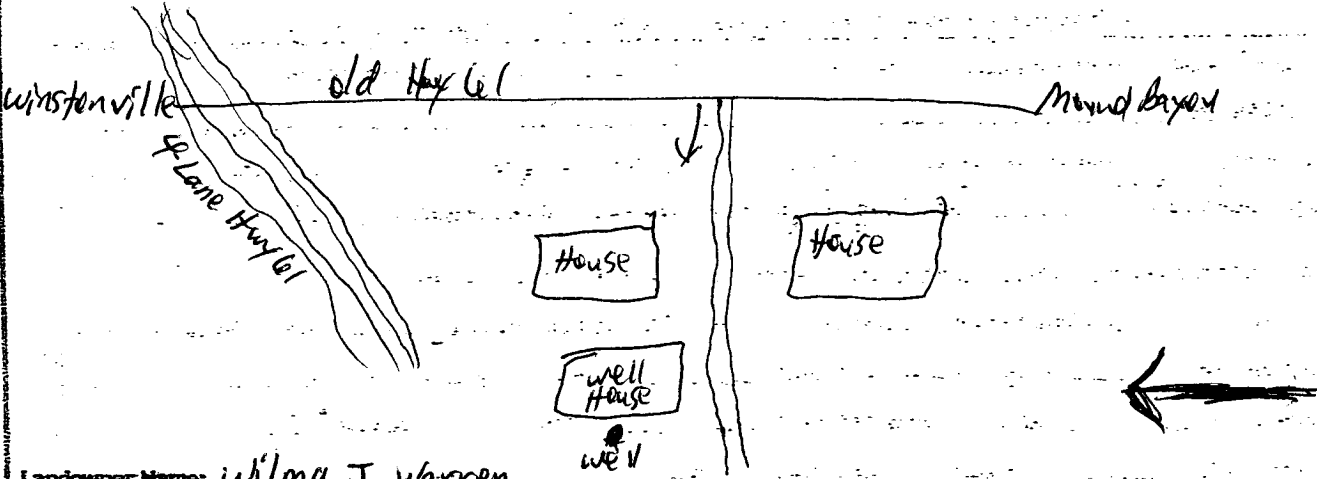 old Hwy 61
Winstonville
Mound Bayou
4 Lane Hwy 61
House
House
well
House
well
Landowner Name: Wilma J. Warren